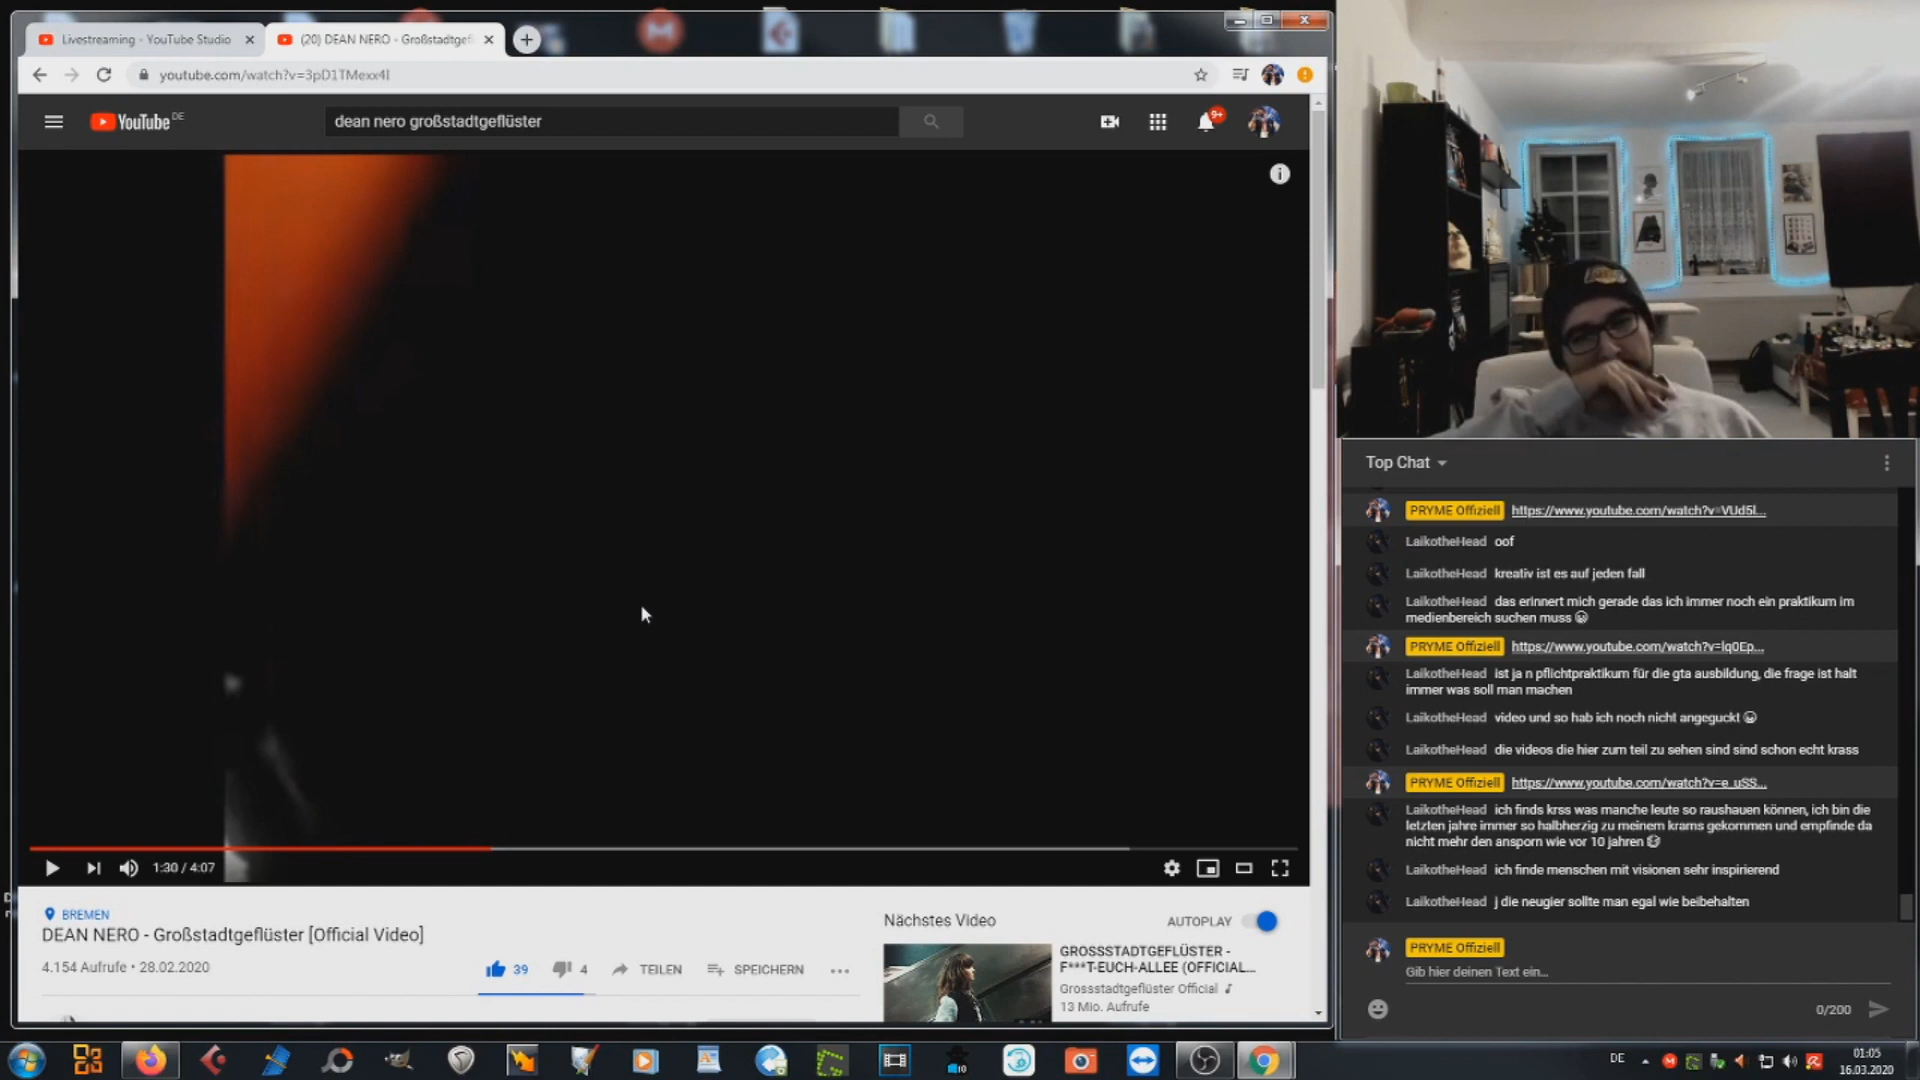 Livestreaming - YouTube Studio
(20) DEAN NERO - Großstadtgefl
youtube.com/watch?v=3pD1TMexx4I
YouTube DE
dean nero großstadtgeflüster
9+
1:30 / 4:07
BREMEN
DEAN NERO - Großstadtgeflüster [Official Video]
4.154 Aufrufe • 28.02.2020
39
4
TEILEN
SPEICHERN
Nächstes Video
AUTOPLAY
GROSSSTADTGEFLÜSTER -
F***T-EUCH-ALLEE (OFFICIAL...
Grossstadtgeflüster Official
13 Mio. Aufrufe
Top Chat
PRYME Offiziell https://www.youtube.com/watch?v=VUd5l...
LaikotheHead oof
LaikotheHead kreativ ist es auf jeden fall
LaikotheHead das erinnert mich gerade das ich immer noch ein praktikum im
medienbereich suchen muss
PRYME Offiziell https://www.youtube.com/watch?v=lq0Ep...
LaikotheHead ist ja n pflichtpraktikum für die gta ausbildung, die frage ist halt
immer was soll man machen
LaikotheHead video und so hab ich noch nicht angeguckt
LaikotheHead die videos die hier zum teil zu sehen sind sind schon echt krass
PRYME Offiziell https://www.youtube.com/watch?v=e_uSS...
LaikotheHead ich finds krss was manche leute so raushauen können, ich bin die
letzten jahre immer so halbherzig zu meinem krams gekommen und empfinde da
nicht mehr den ansporn wie vor 10 jahren
LaikotheHead ich finde menschen mit visionen sehr inspirierend
LaikotheHead j die neugier sollte man egal wie beibehalten
PRYME Offiziell
Gib hier deinen Text ein...
0/200
DE
01:05
16.03.2020